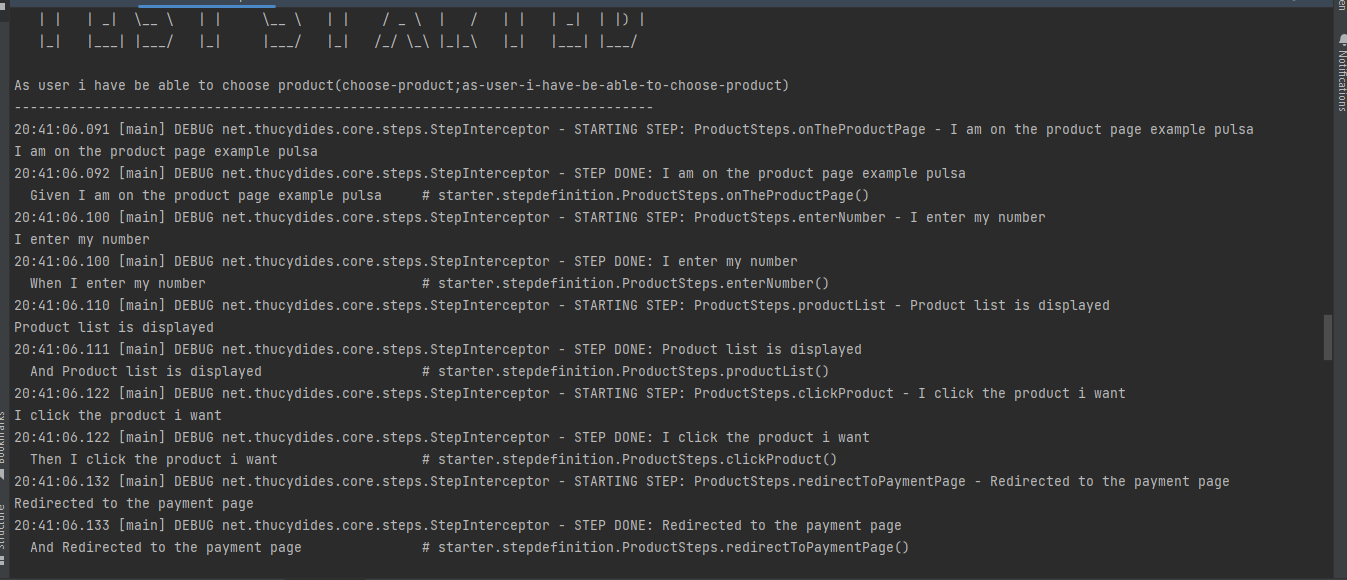 | |   | _|  \__ \   | |     \__ \   | |    / _ \  |   /   | |   | _|  | |) |
|_|   |___| |___/   |_|     |___/   |_|   /_/ \_\ |_|_\   |_|   |___| |___/
As user i have be able to choose product(choose-product;as-user-i-have-be-able-to-choose-product)
--------------------------------------------------------------------------------
20:41:06.091 [main] DEBUG net.thucydides.core.steps.StepInterceptor - STARTING STEP: ProductSteps.onTheProductPage - I am on the product page example pulsa
I am on the product page example pulsa
20:41:06.092 [main] DEBUG net.thucydides.core.steps.StepInterceptor - STEP DONE: I am on the product page example pulsa
  Given I am on the product page example pulsa     # starter.stepdefinition.ProductSteps.onTheProductPage()
20:41:06.100 [main] DEBUG net.thucydides.core.steps.StepInterceptor - STARTING STEP: ProductSteps.enterNumber - I enter my number
I enter my number
20:41:06.100 [main] DEBUG net.thucydides.core.steps.StepInterceptor - STEP DONE: I enter my number
  When I enter my number                           # starter.stepdefinition.ProductSteps.enterNumber()
20:41:06.110 [main] DEBUG net.thucydides.core.steps.StepInterceptor - STARTING STEP: ProductSteps.productList - Product list is displayed
Product list is displayed
20:41:06.111 [main] DEBUG net.thucydides.core.steps.StepInterceptor - STEP DONE: Product list is displayed
  And Product list is displayed                    # starter.stepdefinition.ProductSteps.productList()
20:41:06.122 [main] DEBUG net.thucydides.core.steps.StepInterceptor - STARTING STEP: ProductSteps.clickProduct - I click the product i want
I click the product i want
20:41:06.122 [main] DEBUG net.thucydides.core.steps.StepInterceptor - STEP DONE: I click the product i want
  Then I click the product i want                  # starter.stepdefinition.ProductSteps.clickProduct()
20:41:06.132 [main] DEBUG net.thucydides.core.steps.StepInterceptor - STARTING STEP: ProductSteps.redirectToPaymentPage - Redirected to the payment page
Redirected to the payment page
20:41:06.133 [main] DEBUG net.thucydides.core.steps.StepInterceptor - STEP DONE: Redirected to the payment page
  And Redirected to the payment page               # starter.stepdefinition.ProductSteps.redirectToPaymentPage()
Notifications